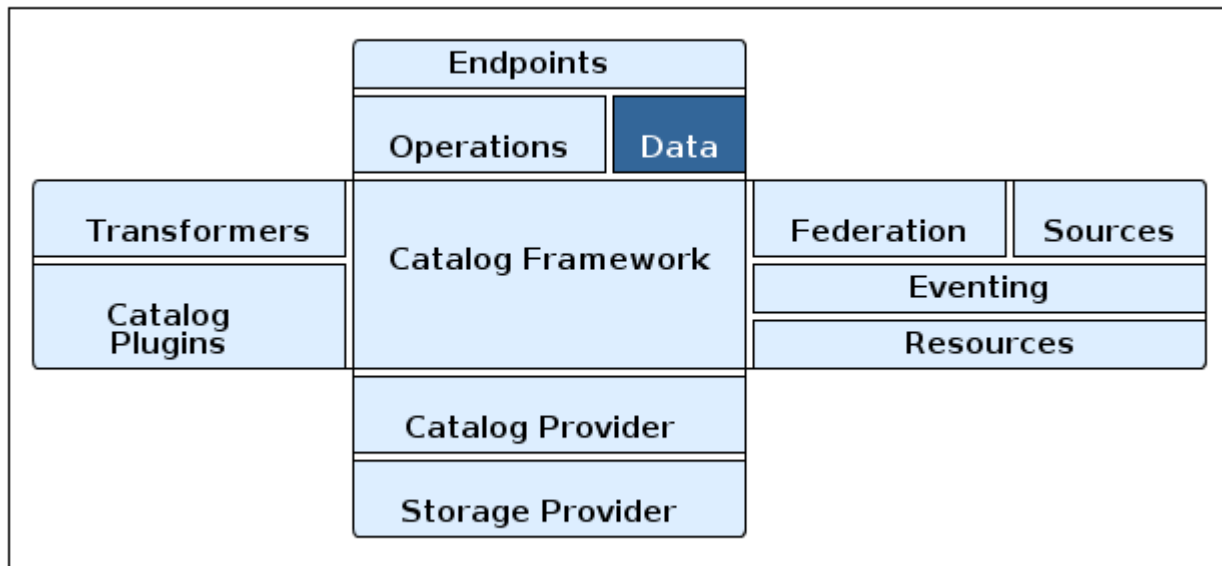 Endpoints
Operations
Data
Transformers
Catalog Framework
Federation
Sources
Eventing
Catalog
Plugins
Resources
Catalog Provider
Storage Provider